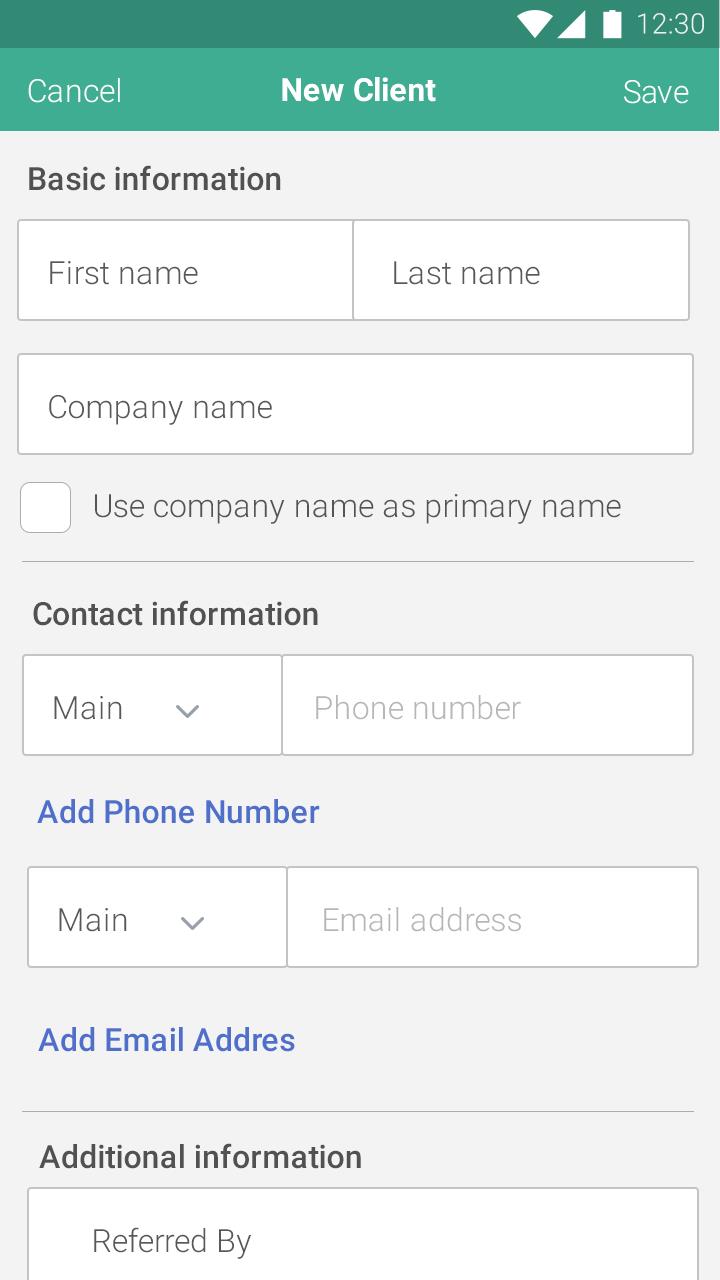 12:30
Cancel New Client Save
Basic information
First name Last name
Company name
Use company name as primary name
Contact information
Main Phone number
Add Phone Number
Main Email address
Add Email Addres
Additional information
Referred By